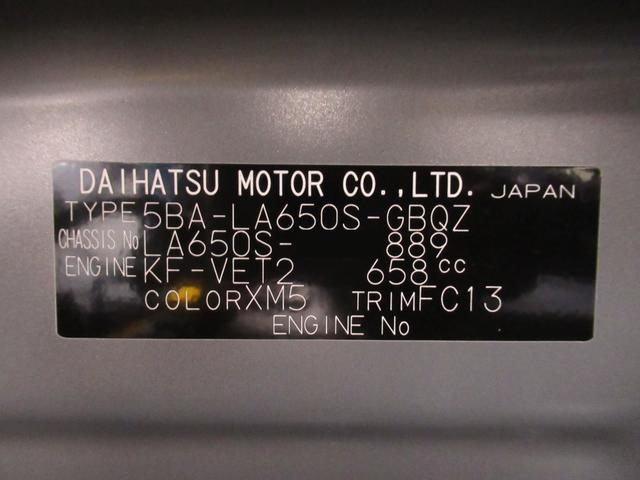 DAIHATSU MOTOR CO.,LTD. JAPAN
TYPE 5BA-LA650S-GBQZ
CHASSIS No LA650S- 889
ENGINE KF-VET2 658cc
COLOR XM5 TRIM FC13
ENGINE No